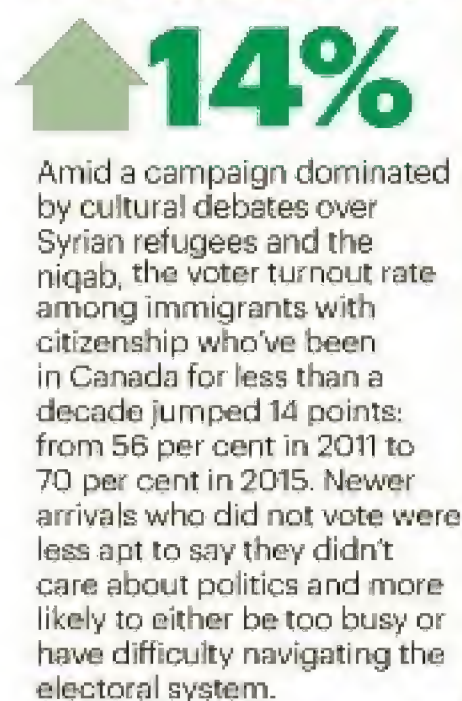 14%
Amid a campaign dominated
by cultural debates over
Syrian refugees and the
niqab, the voter turnout rate
among immigrants with
citizenship who've been
in Canada for less than a
decade jumped 14 points:
from 56 per cent in 2011 to
70 per cent in 2015. Newer
arrivals who did not vote were
less apt to say they didn't
care about politics and more
likely to either be too busy or
have difficulty navigating the
electoral system.